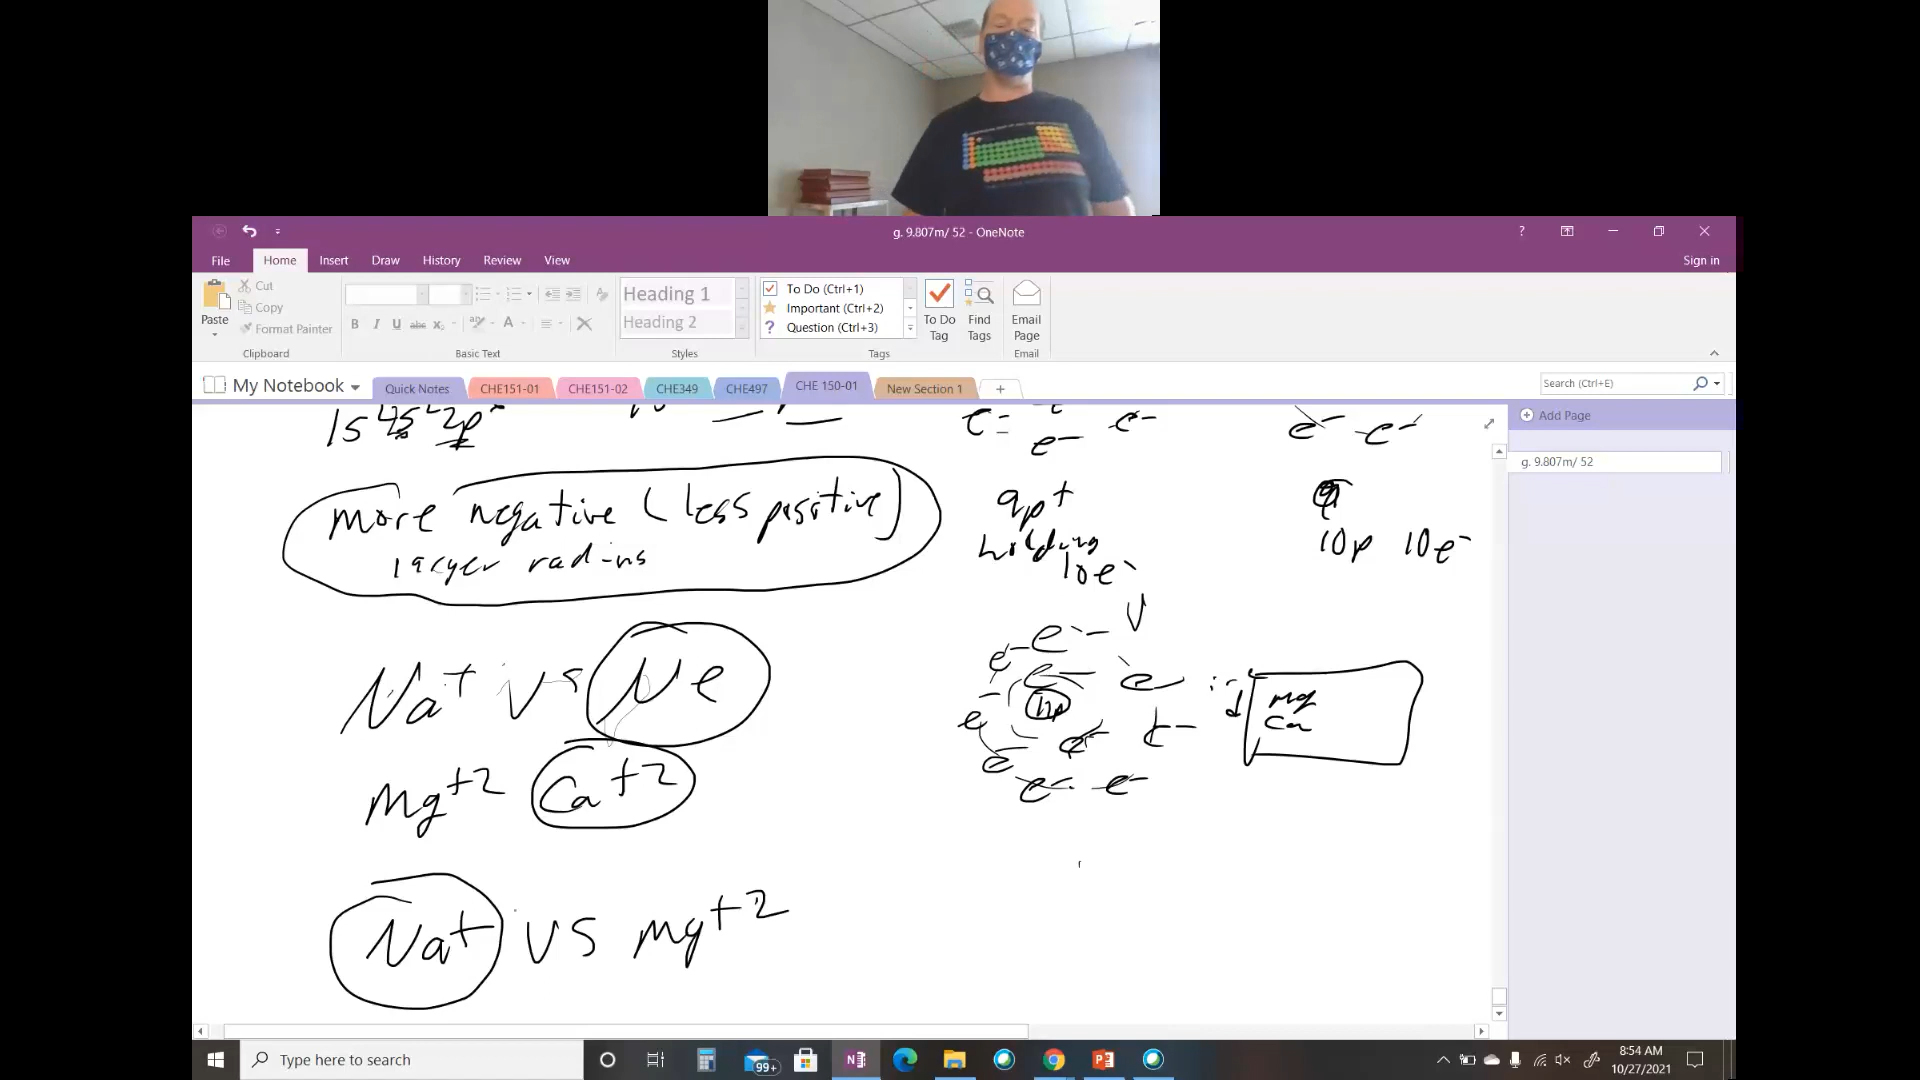 g. 9.807m/ 52 - OneNote
?
File Home Insert Draw History Review View
Sign in
Paste
Cut
Copy
Format Painter
Clipboard
B I U abc x₂ A
Basic Text
Heading 1
Heading 2
Styles
To Do (Ctrl+1)
Important (Ctrl+2)
? Question (Ctrl+3)
To Do Tag
Find Tags
Tags
Email Page
Email
My Notebook
Quick Notes CHE151-01 CHE151-02 CHE349 CHE497 CHE 150-01 New Section 1 +
Search (Ctrl+E)
Add Page
g. 9.807m/ 52
e- e-
e- e-
more negative (less positive)
larger radius
9p+
holding
10e-
10p 10e-
Na+ vs Ne
Mg+2 Ca+2
Na+ vs Mg+2
e-
e-
e-
e-
e
e-
e-
e-
e- e-
Mg
Ca
Type here to search
99+
8:54 AM
10/27/2021